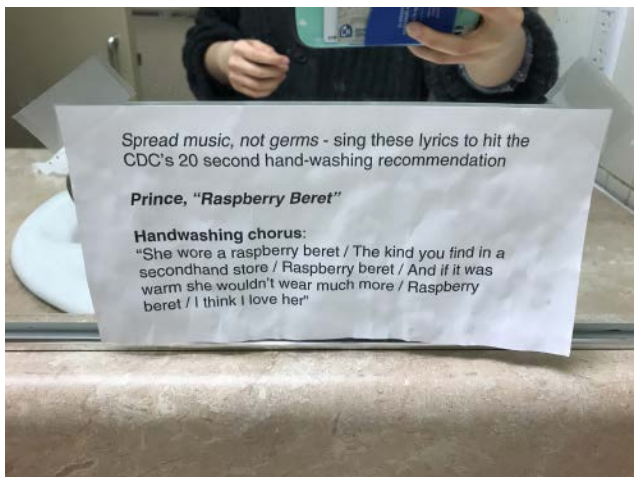 Spread music, not germs - sing these lyrics to hit the
CDC's 20 second hand-washing recommendation
Prince, "Raspberry Beret"
Handwashing chorus:
"She wore a raspberry beret / The kind you find in a
secondhand store / Raspberry beret / And if it was
warm she wouldn't wear much more / Raspberry
beret / I think I love her"